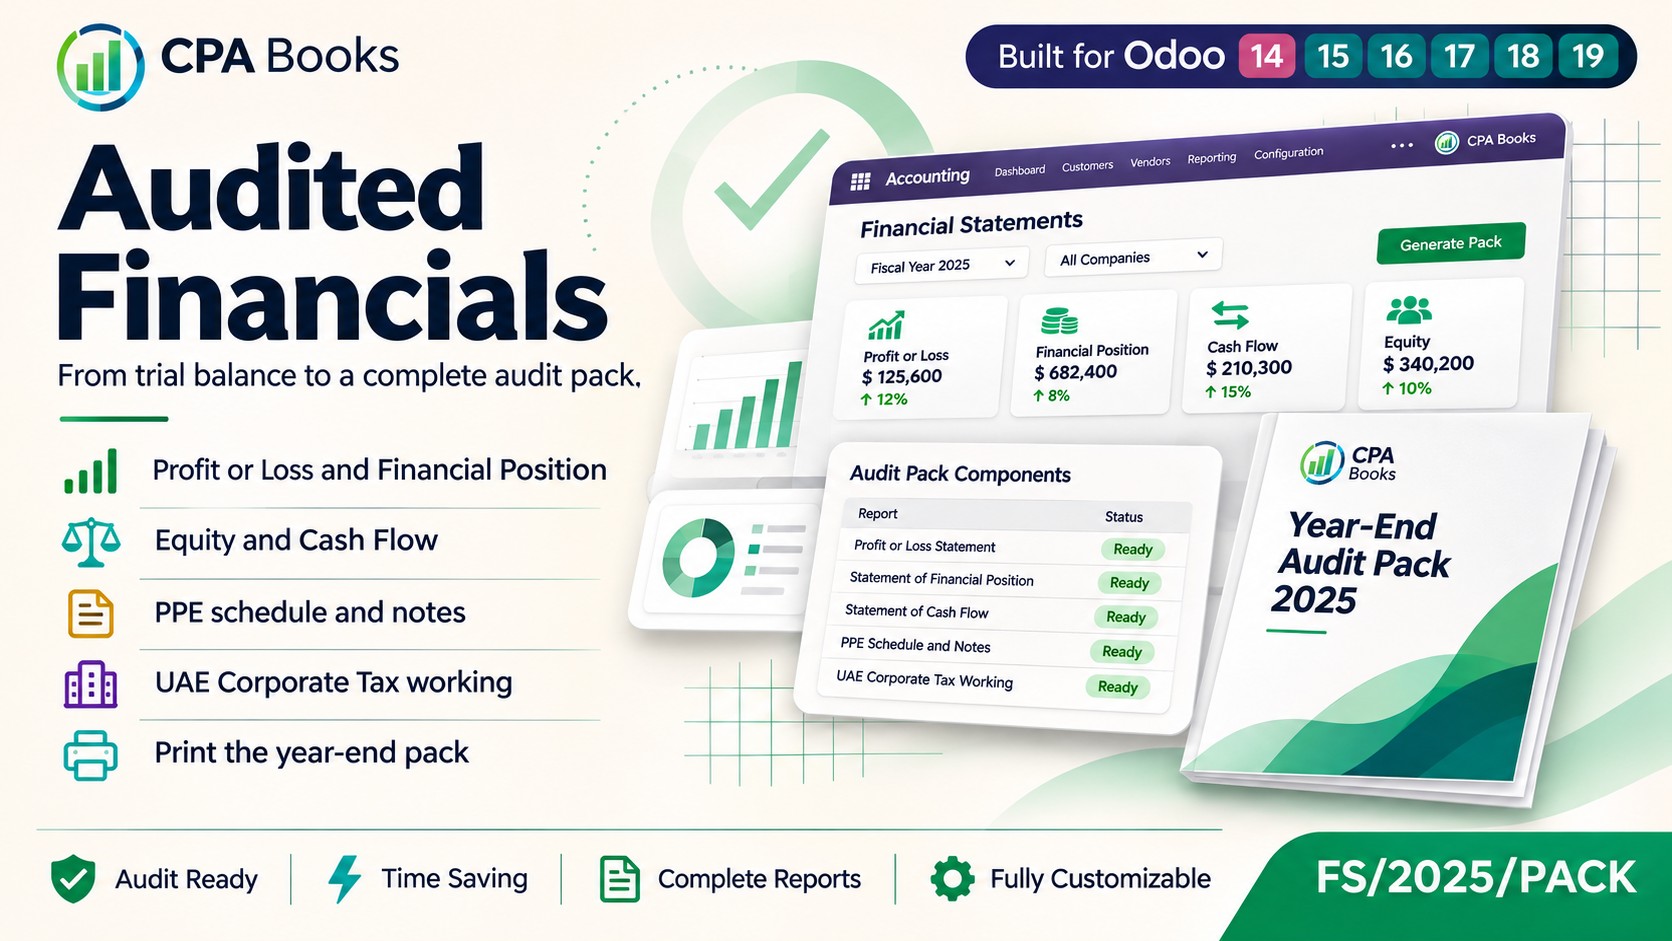 CPA Books
Built for Odoo 14 15 16 17 18 19
Audited
Financials
From trial balance to a complete audit pack.
Profit or Loss and Financial Position
Equity and Cash Flow
PPE schedule and notes
UAE Corporate Tax working
Print the year-end pack
Accounting Dashboard Customers Vendors Reporting Configuration CPA Books
Financial Statements
Fiscal Year 2025 All Companies Generate Pack
Profit or Loss
$ 125,600
↑ 12%
Financial Position
$ 682,400
↑ 8%
Cash Flow
$ 210,300
↑ 15%
Equity
$ 340,200
↑ 10%
Audit Pack Components
Report Status
Profit or Loss Statement Ready
Statement of Financial Position Ready
Statement of Cash Flow Ready
PPE Schedule and Notes Ready
UAE Corporate Tax Working Ready
CPA
Books
Year-End
Audit Pack
2025
Audit Ready
Time Saving
Complete Reports
Fully Customizable
FS/2025/PACK